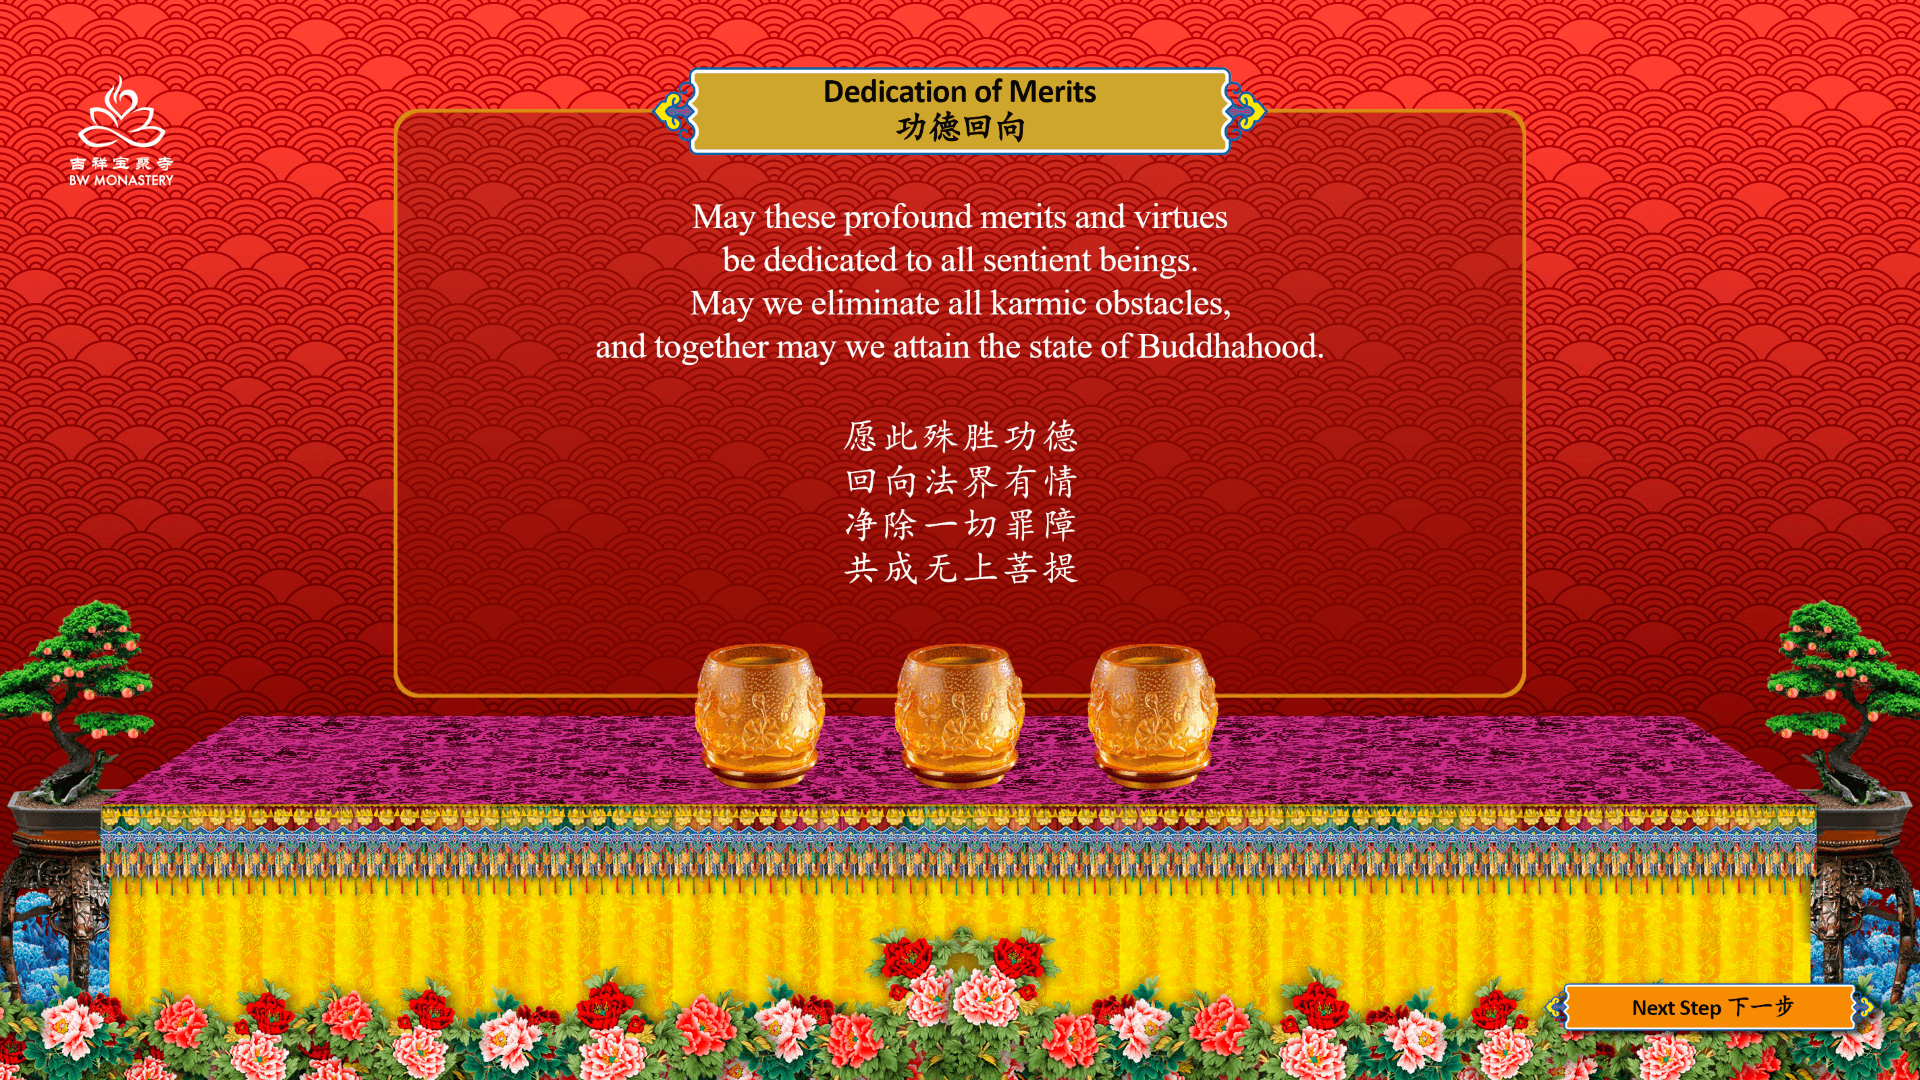 吉祥宝聚寺
BW MONASTERY
Dedication of Merits
功德回向
May these profound merits and virtues
be dedicated to all sentient beings.
May we eliminate all karmic obstacles,
and together may we attain the state of Buddhahood.
愿此殊胜功德
回向法界有情
净除一切罪障
共成无上菩提
Next Step 下一步